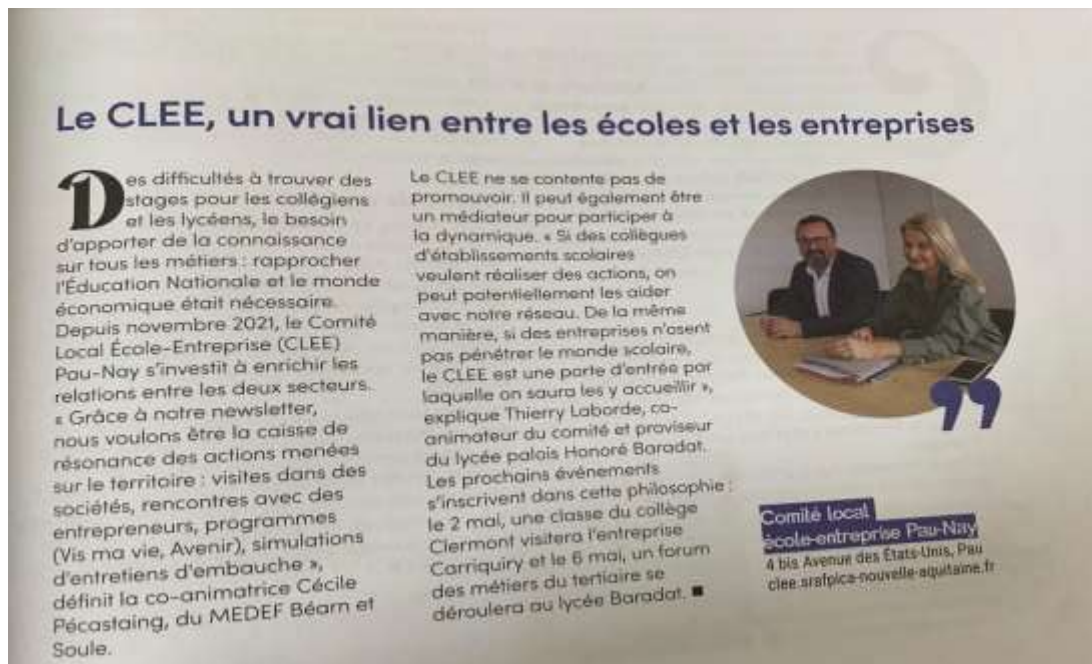 Le CLEE, un vrai lien entre les écoles et les entreprises
Des difficultés à trouver des
stages pour les collégiens
et les lycéens, le besoin
d'apporter de la connaissance
sur tous les métiers : rapprocher
l'Éducation Nationale et le monde
économique était nécessaire.
Depuis novembre 2021, le Comité
Local École-Entreprise (CLEE)
Pau-Nay s'investit à enrichir les
relations entre les deux secteurs.
« Grâce à notre newsletter,
nous voulons être la caisse de
résonance des actions menées
sur le territoire : visites dans des
sociétés, rencontres avec des
entrepreneurs, programmes
(Vis ma vie, Avenir), simulations
d'entretiens d'embauche »,
définit la co-animatrice Cécile
Pécastaing, du MEDEF Béarn et
Soule.
Le CLEE ne se contente pas de
promouvoir. Il peut également être
un médiateur pour participer à
la dynamique. « Si des collègues
d'établissements scolaires
veulent réaliser des actions, on
peut potentiellement les aider
avec notre réseau. De la même
manière, si des entreprises n'osent
pas pénétrer le monde scolaire,
le CLEE est une porte d'entrée par
laquelle on saura les y accueillir »,
explique Thierry Laborde, co-
animateur du comité et proviseur
du lycée palois Honoré Baradat.
Les prochains événements
s'inscrivent dans cette philosophie :
le 2 mai, une classe du collège
Clermont visitera l'entreprise
Carriquiry et le 6 mai, un forum
des métiers du tertiaire se
déroulera au lycée Baradat. ■
Comité local
école-entreprise Pau-Nay
4 bis Avenue des États-Unis, Pau
clee.srafpica-nouvelle-aquitaine.fr